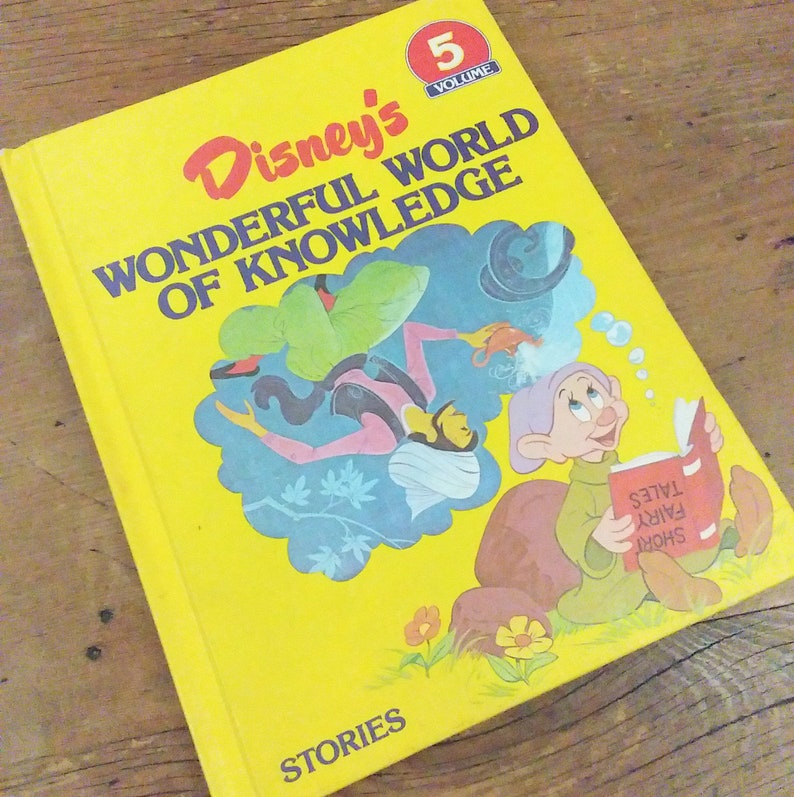 5
VOLUME
Disney's
WONDERFUL WORLD
OF KNOWLEDGE
SHORT
FAIRY
TALES
STORIES